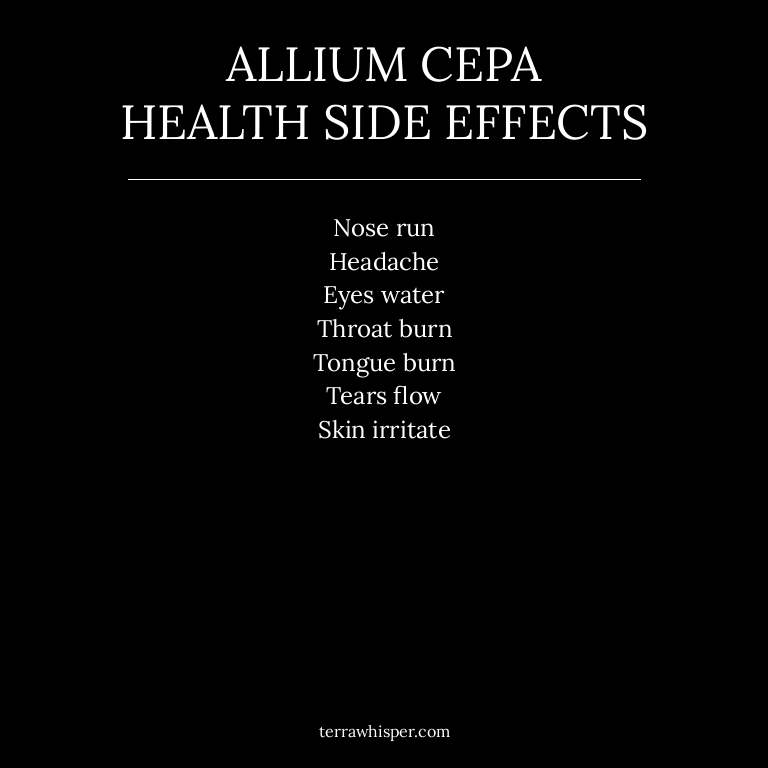 ALLIUM CEPA
HEALTH SIDE EFFECTS
Nose run
Headache
Eyes water
Throat burn
Tongue burn
Tears flow
Skin irritate
terrawhisper.com